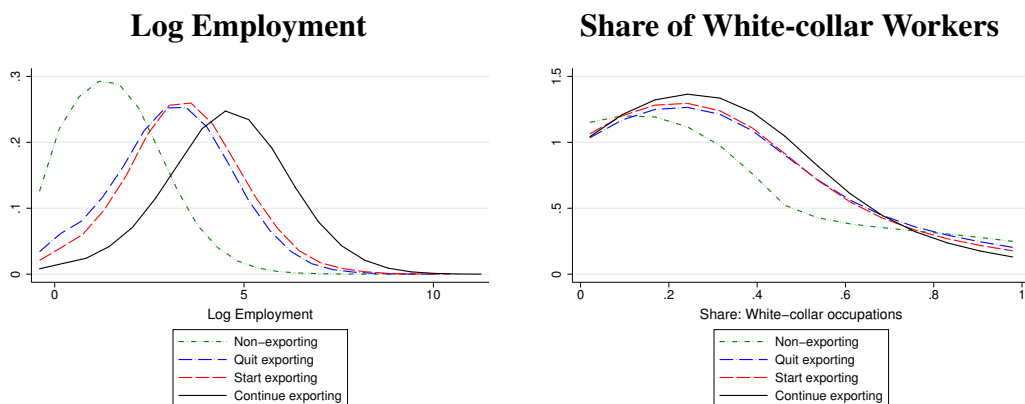 Log Employment
Share of White-collar Workers
.3
.2
.1
0
0
5
10
Log Employment
Non−exporting
Quit exporting
Start exporting
Continue exporting
1.5
1
.5
0
0
.2
.4
.6
.8
1
Share: White−collar occupations
Non−exporting
Quit exporting
Start exporting
Continue exporting